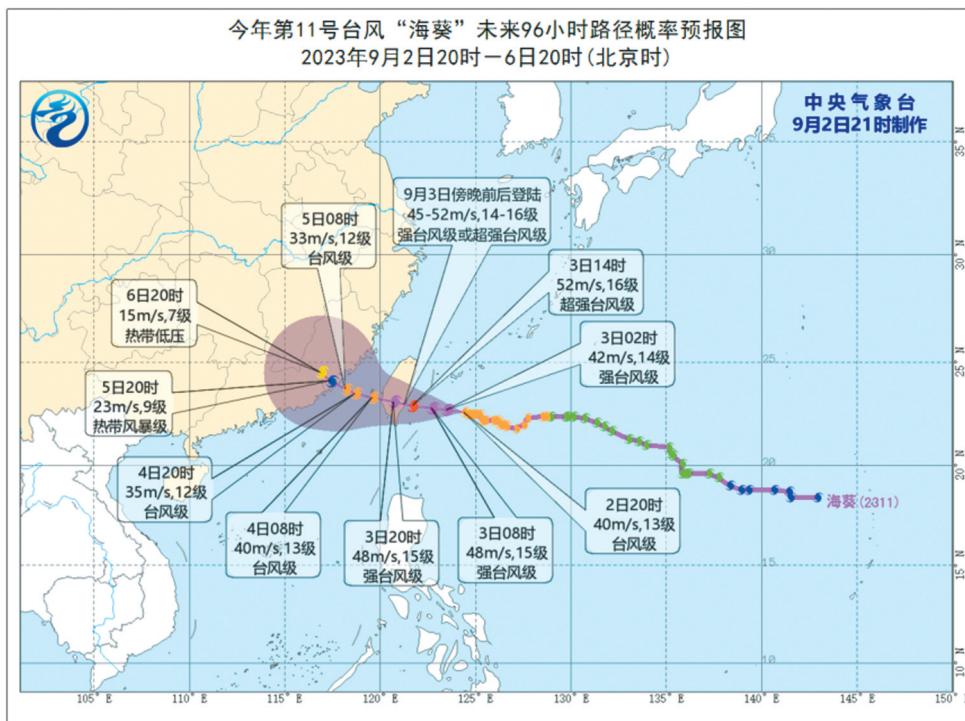 今年第11号台风“海葵”未来96小时路径概率预报图
2023年9月2日20时—6日20时(北京时)
中央气象台
9月2日21时制作
9月3日傍晚前后登陆
45-52m/s,14-16级
强台风级或超强台风级
5日08时
33m/s,12级
台风级
3日14时
52m/s,16级
超强台风级
6日20时
15m/s,7级
热带低压
3日02时
42m/s,14级
强台风级
5日20时
23m/s,9级
热带风暴级
4日20时
35m/s,12级
台风级
4日08时
40m/s,13级
台风级
3日20时
48m/s,15级
强台风级
3日08时
48m/s,15级
强台风级
2日20时
40m/s,13级
台风级
海葵(2311)
35°N
30°N
25°N
20°N
15°N
10°N
35
30
20
15
10
105°E
110°E
115°E
120°E
125°E
130°E
135°E
140°E
145°E
150°E